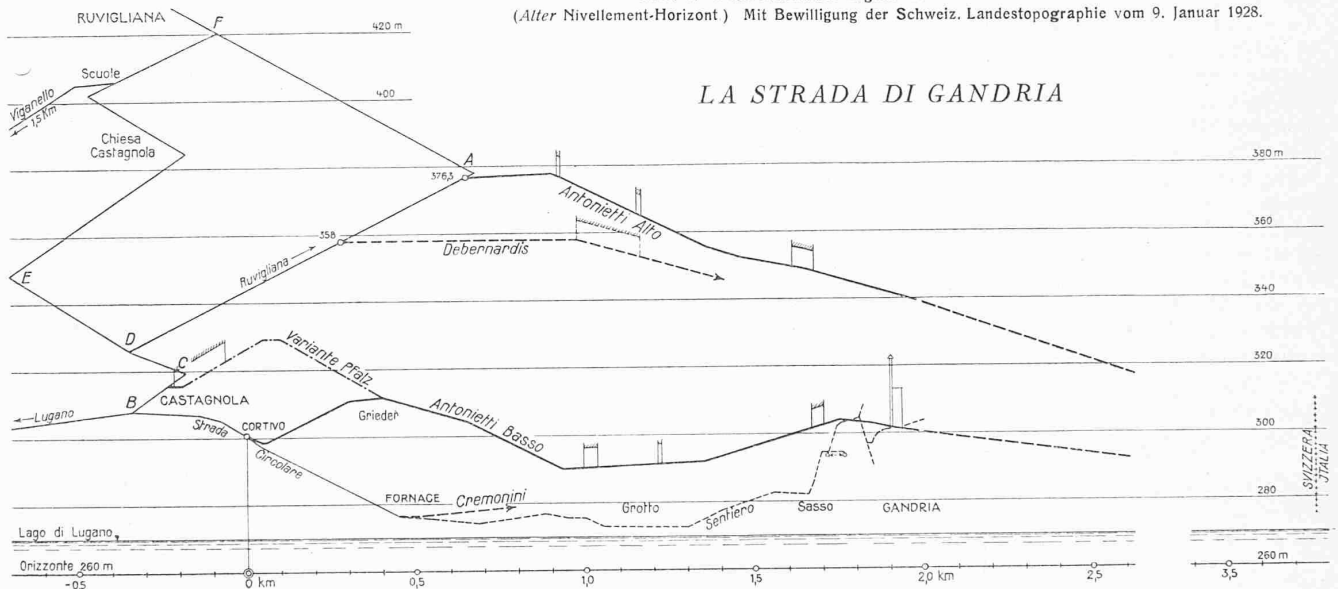 (Alter Nivellement-Horizont) Mit Bewilligung der Schweiz. Landestopographie vom 9. Januar 1928.
LA STRADA DI GANDRIA
RUVIGLIANA
F
420 m
Scuole
Viganello
1,5 Km
400
Chiesa
Castagnola
A
380 m
376,3
Antonietti Alto
358
360
Debernardis
Ruvigliana
E
340
D
Variante Pfalz
C
320
CASTAGNOLA
B
Lugano
Strada
CORTIVO
Grieder
Antonietti Basso
300
Circolare
SVIZZERA
ITALIA
FORNACE
Cremonini
Grotto
Sentiero
Sasso
GANDRIA
280
Lago di Lugano
Orizzonte 260 m
260 m
-0,5
0 km
0,5
1,0
1,5
2,0 km
2,5
3,5